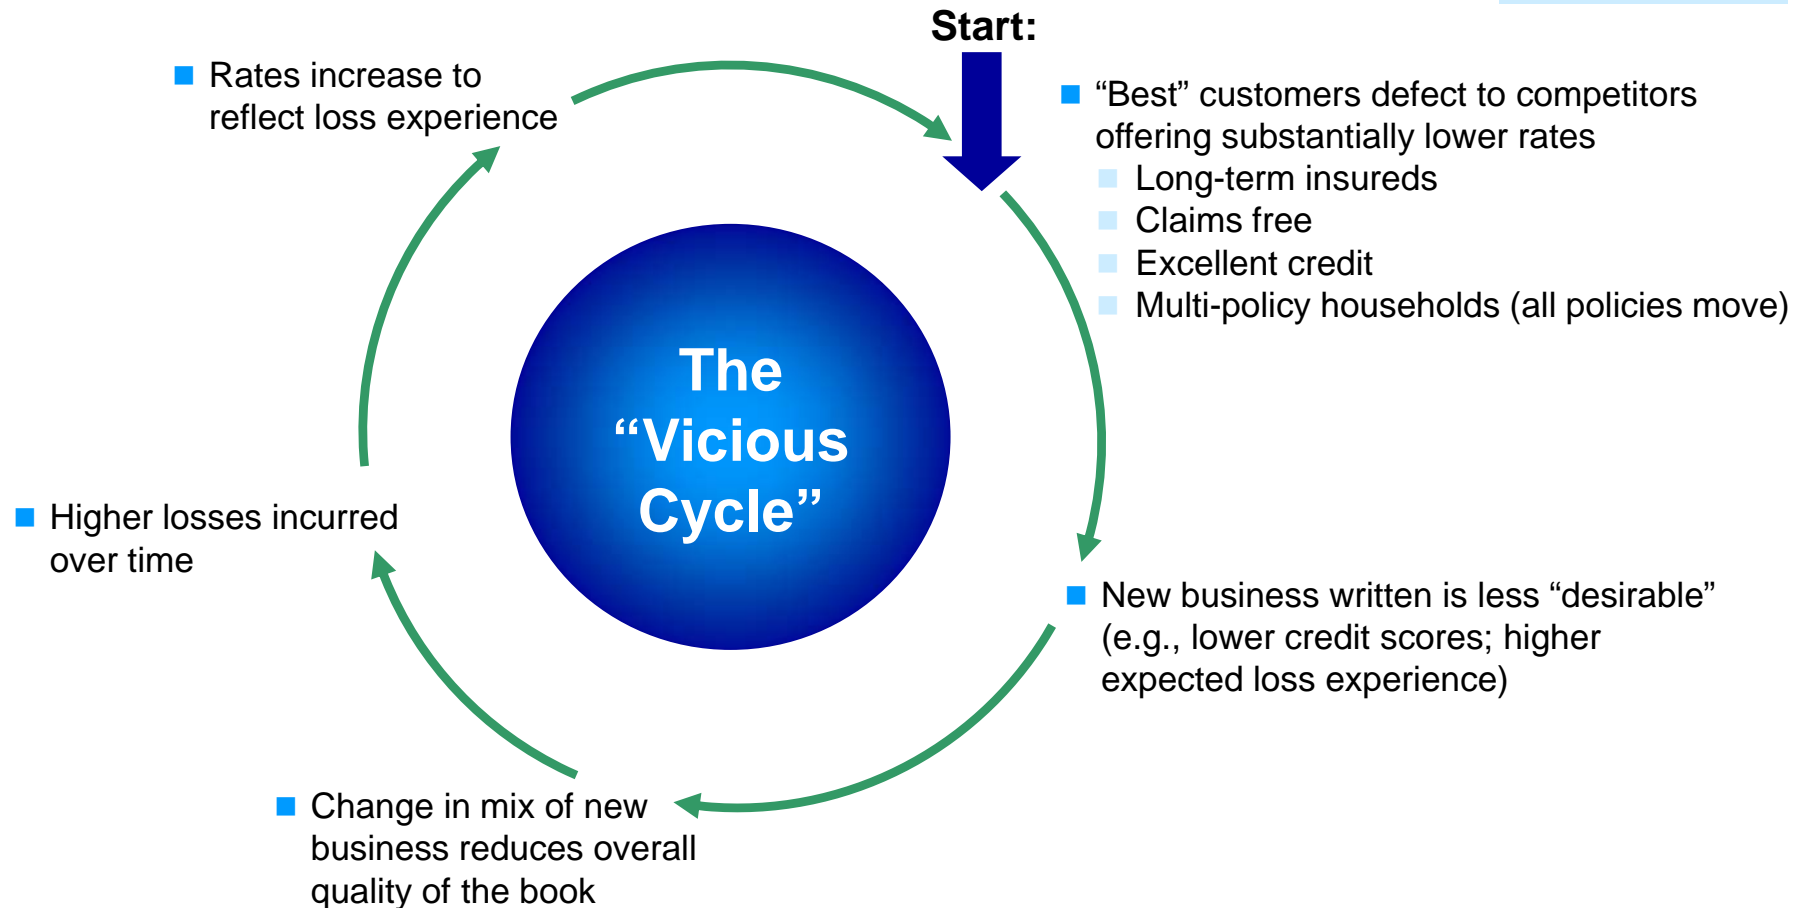 Start:
“Best” customers defect to competitors
offering substantially lower rates
Long-term insureds
Claims free
Excellent credit
Multi-policy households (all policies move)
New business written is less “desirable”
(e.g., lower credit scores; higher
expected loss experience)
Change in mix of new
business reduces overall
quality of the book
Higher losses incurred
over time
Rates increase to
reflect loss experience
The
“Vicious
Cycle”